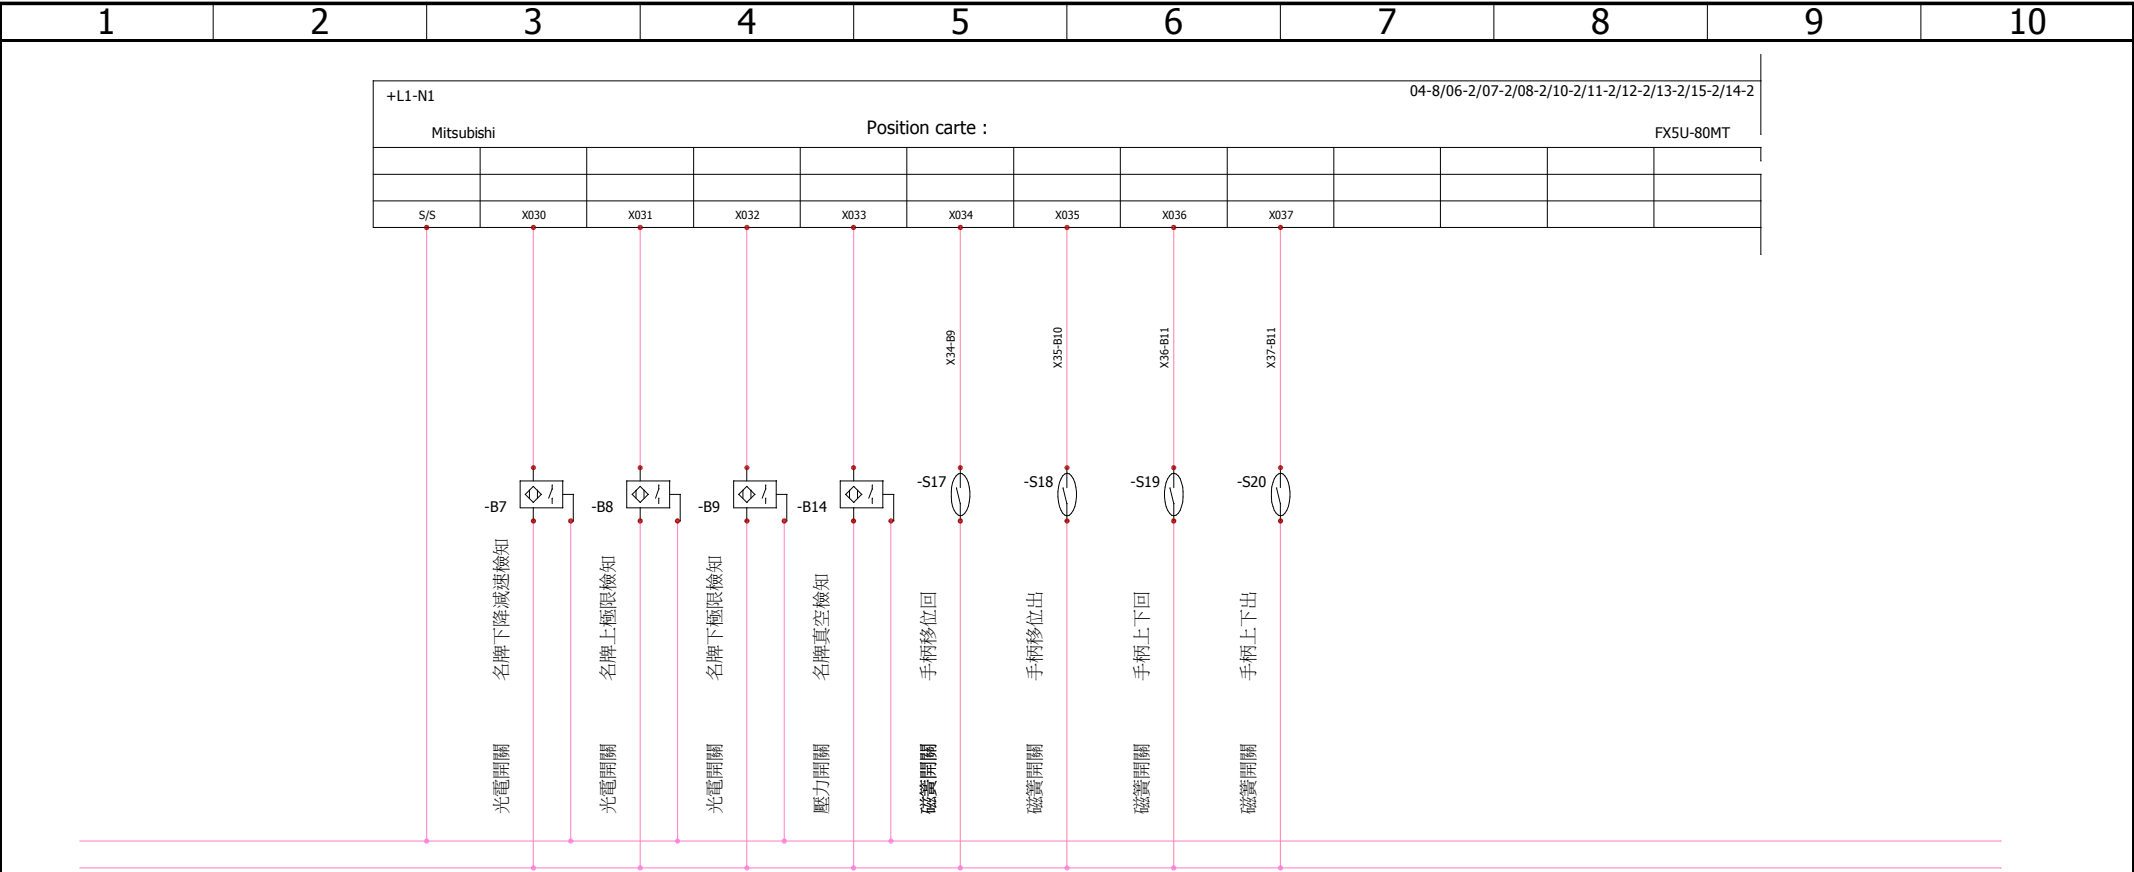 1 2 3 4 5 6 7 8 9 10
+L1-N1 04-8/06-2/07-2/08-2/10-2/11-2/12-2/13-2/15-2/14-2
Mitsubishi Position carte : FX5U-80MT
S/S X030 X031 X032 X033 X034 X035 X036 X037
X34-B9
X35-B10
X36-B11
X37-B11
-B7
-B8
-B9
-B14
-S17
-S18
-S19
-S20
名牌下降減速檢知
名牌上極限檢知
名牌下極限檢知
名牌真空檢知
手柄移位回
手柄移位出
手柄上下回
手柄上下出
光電開關
光電開關
光電開關
壓力開關
磁簧開關
磁簧開關
磁簧開關
磁簧開關